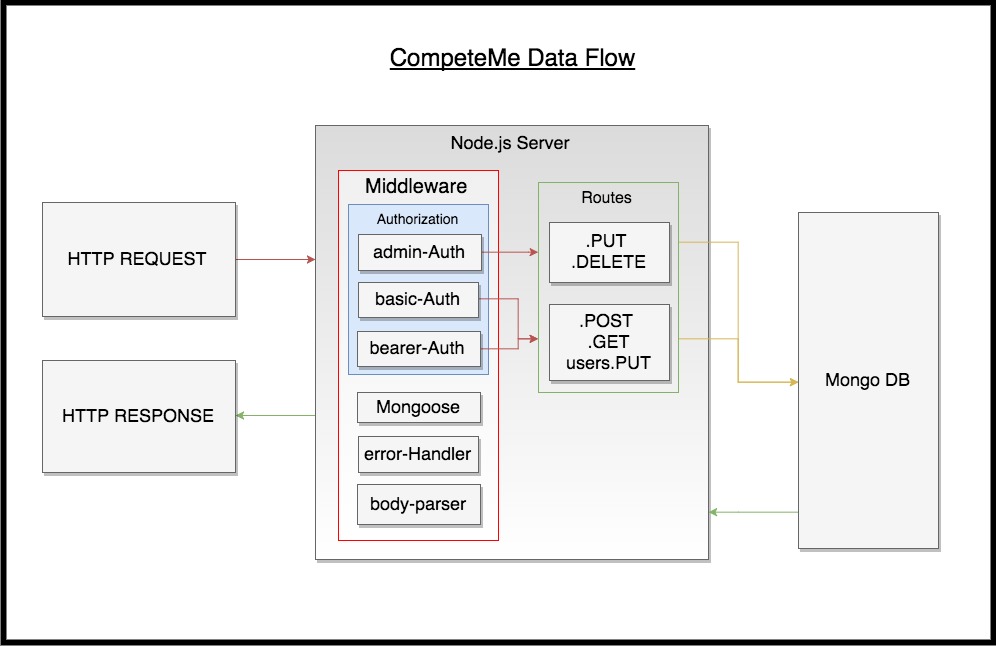 CompeteMe Data Flow
Node.js Server
Middleware
Authorization
admin-Auth
basic-Auth
bearer-Auth
Mongoose
error-Handler
body-parser
Routes
.PUT
.DELETE
.POST
.GET
users.PUT
HTTP REQUEST
HTTP RESPONSE
Mongo DB